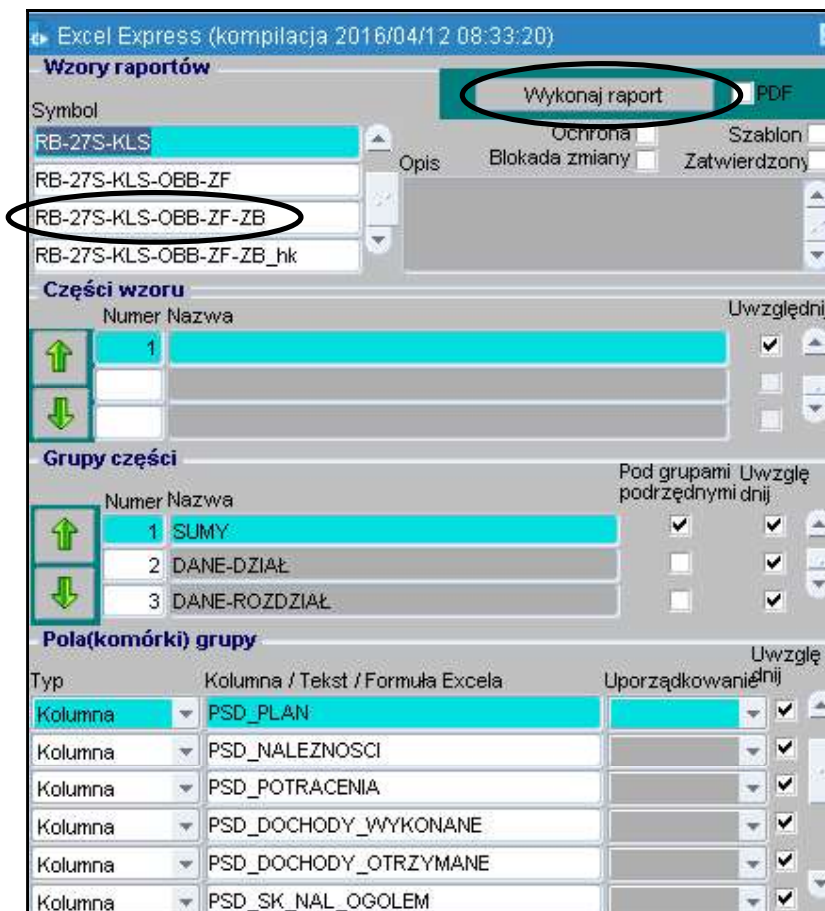 Excel Express (kompilacja 2016/04/12 08:33:20)
Wzory raportów
Wykonaj raport PDF
Symbol
Ochrona Szablon
RB-27S-KLS
Opis Blokada zmiany Zatwierdzony
RB-27S-KLS-OBB-ZF
RB-27S-KLS-OBB-ZF-ZB
RB-27S-KLS-OBB-ZF-ZB_hk
Części wzoru
Numer Nazwa Uwzględnij
1
Grupy części
Pod grupami Uwzglę
podrzędnymi dnij
Numer Nazwa
1 SUMY
2 DANE-DZIAŁ
3 DANE-ROZDZIAŁ
Pola(komórki) grupy
Uwzglę
Typ Kolumna / Tekst / Formuła Excela Uporządkowanie dnij
Kolumna PSD_PLAN
Kolumna PSD_NALEZNOSCI
Kolumna PSD_POTRACENIA
Kolumna PSD_DOCHODY_WYKONANE
Kolumna PSD_DOCHODY_OTRZYMANE
Kolumna PSD_SK_NAL_OGOLEM